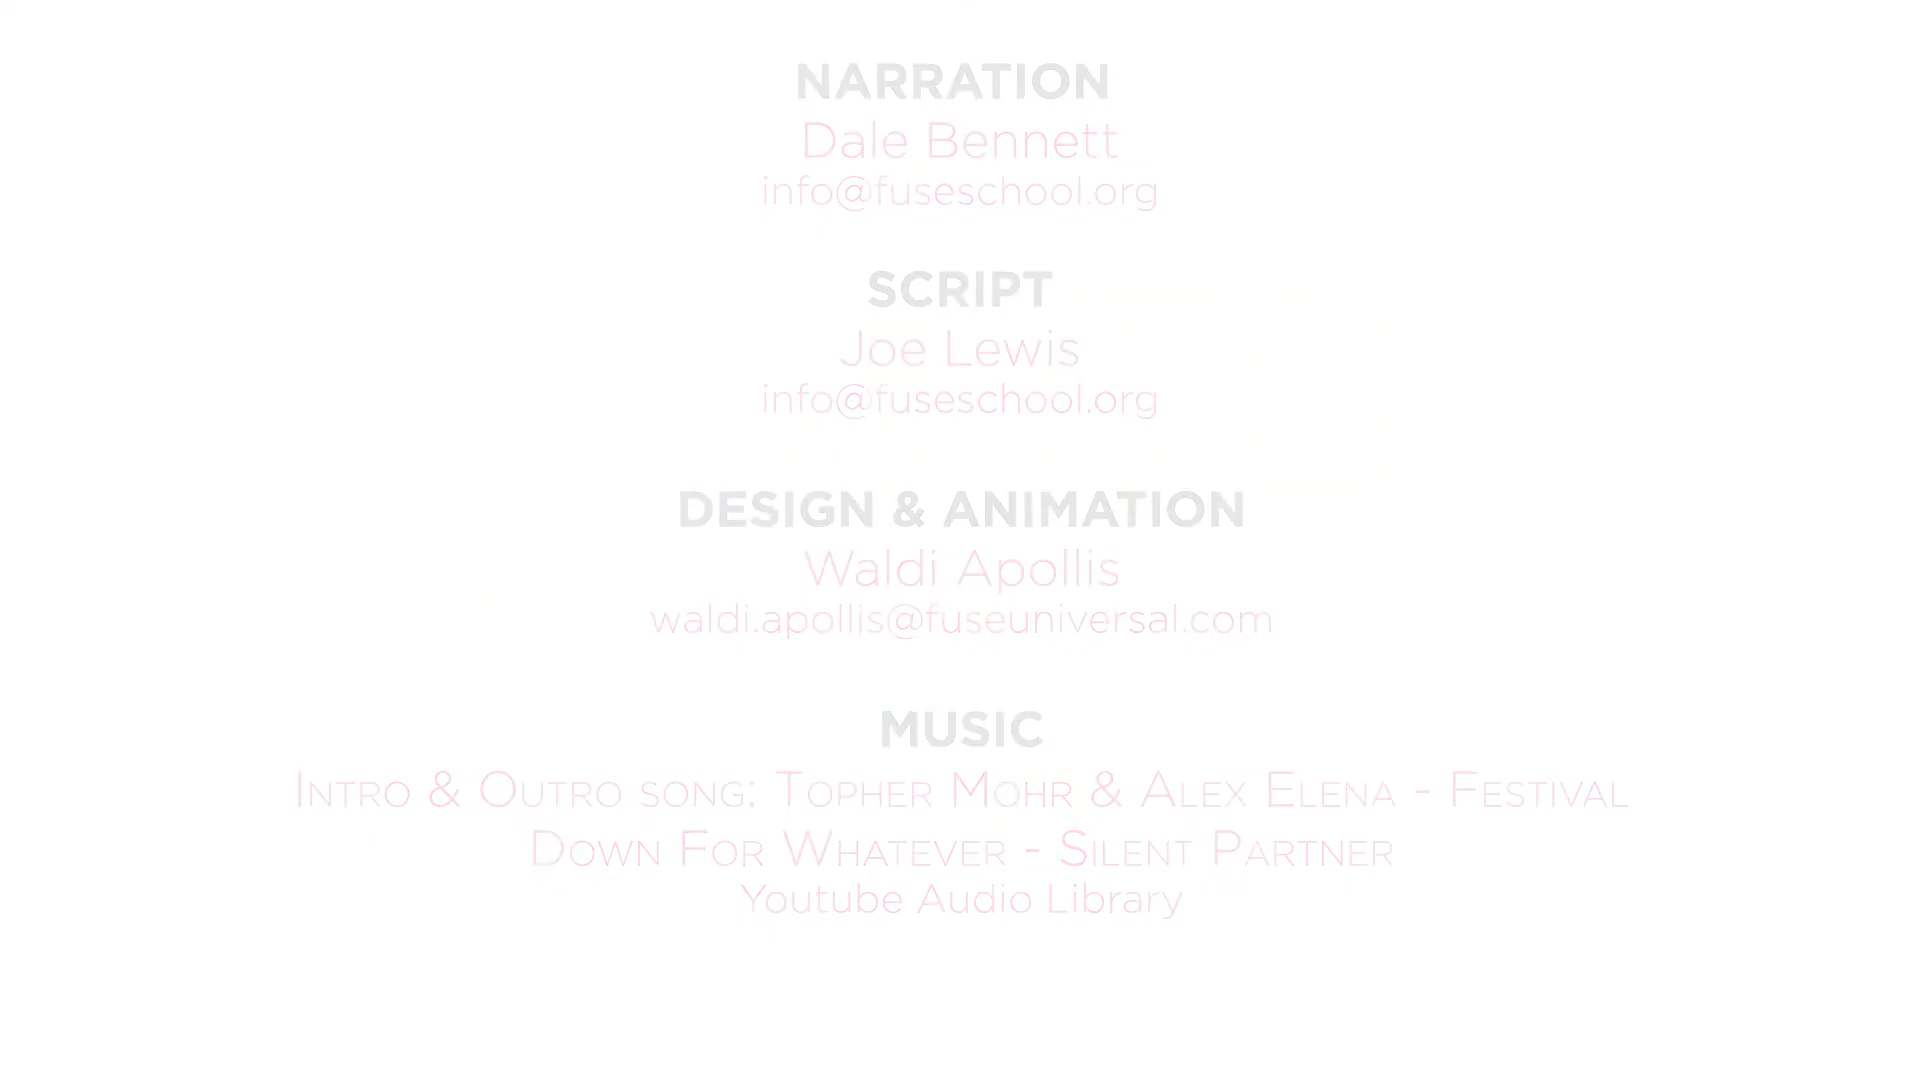 NARRATION
Dale Bennett
info@fuseschool.org
SCRIPT
Joe Lewis
info@fuseschool.org
DESIGN & ANIMATION
Waldi Apollis
waldi.apollis@fuseuniversal.com
MUSIC
Intro & Outro song: Topher Mohr & Alex Elena - Festival
Down For Whatever - Silent Partner
Youtube Audio Library